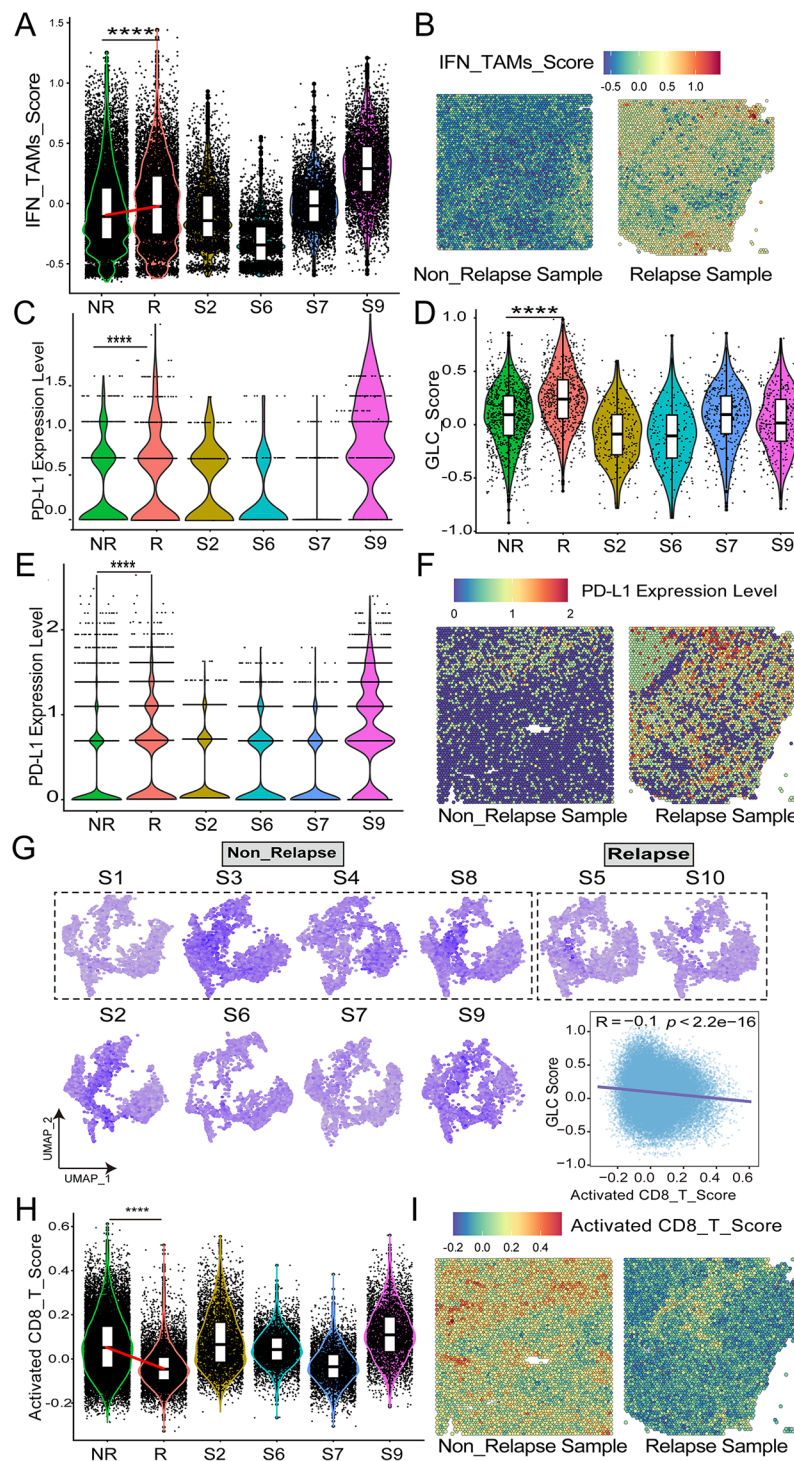 A
IFN_TAMs_Score
1.5
1.0
0.5
0.0
-0.5
****
NR R S2 S6 S7 S9
B
IFN_TAMs_Score
-0.5 0.0 0.5 1.0
Non_Relapse Sample Relapse Sample
C
PD-L1 Expression Level
1.5
1.0
0.5
0.0
****
NR R S2 S6 S7 S9
D
GLC_Score
1.0
0.5
0.0
-0.5
-1.0
****
NR R S2 S6 S7 S9
E
PD-L1 Expression Level
2
1
0
****
NR R S2 S6 S7 S9
F
PD-L1 Expression Level
0 1 2
Non_Relapse Sample Relapse Sample
G
Non_Relapse Relapse
S1 S3 S4 S8 S5 S10
S2 S6 S7 S9
UMAP_2
UMAP_1
R=−0.1 p<2.2e−16
GLC Score
1.0
0.5
0.0
−0.5
−1.0
−0.2 0.0 0.2 0.4 0.6
Activated CD8_T_Score
H
Activated CD8_T_Score
0.6
0.4
0.2
0.0
-0.2
****
NR R S2 S6 S7 S9
I
Activated CD8_T_Score
-0.2 0.0 0.2 0.4
Non_Relapse Sample Relapse Sample